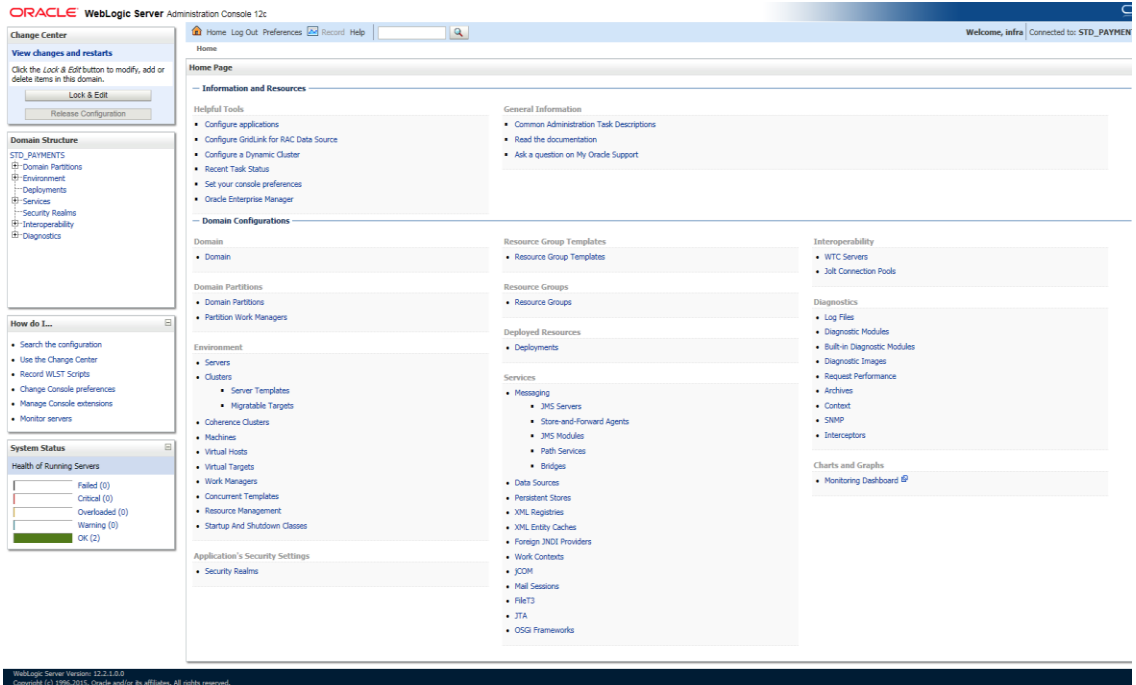 ORACLE WebLogic Server Administration Console 12c
Change Center
View changes and restarts
Click the Lock & Edit button to modify, add or
delete items in this domain.
Lock & Edit
Release Configuration
Domain Structure
STD_PAYMENTS
Domain Partitions
Environment
Deployments
Services
Security Realms
Interoperability
Diagnostics
How do I...
Search the configuration
Use the Change Center
Record WLST Scripts
Change Console preferences
Manage Console extensions
Monitor servers
System Status
Health of Running Servers
Failed (0)
Critical (0)
Overloaded (0)
Warning (0)
OK (2)
Home Log Out Preferences Record Help
Welcome, infra Connected to: STD_PAYMEN
Home
Home Page
Information and Resources
Helpful Tools
Configure applications
Configure GridLink for RAC Data Source
Configure a Dynamic Cluster
Recent Task Status
Set your console preferences
Oracle Enterprise Manager
General Information
Common Administration Task Descriptions
Read the documentation
Ask a question on My Oracle Support
Domain Configurations
Domain
Domain
Domain Partitions
Domain Partitions
Partition Work Managers
Environment
Servers
Clusters
Server Templates
Migratable Targets
Coherence Clusters
Machines
Virtual Hosts
Virtual Targets
Work Managers
Concurrent Templates
Resource Management
Startup And Shutdown Classes
Application's Security Settings
Security Realms
Resource Group Templates
Resource Group Templates
Resource Groups
Resource Groups
Deployed Resources
Deployments
Services
Messaging
JMS Servers
Store-and-Forward Agents
JMS Modules
Path Services
Bridges
Data Sources
Persistent Stores
XML Registries
XML Entity Caches
Foreign JNDI Providers
Work Contexts
jCOM
Mail Sessions
FileT3
JTA
OSGi Frameworks
Interoperability
WTC Servers
Jolt Connection Pools
Diagnostics
Log Files
Diagnostic Modules
Built-in Diagnostic Modules
Diagnostic Images
Request Performance
Archives
Context
SNMP
Interceptors
Charts and Graphs
Monitoring Dashboard
WebLogic Server Version: 12.2.1.0.0
Copyright (c) 1996,2015, Oracle and/or its affiliates. All rights reserved.